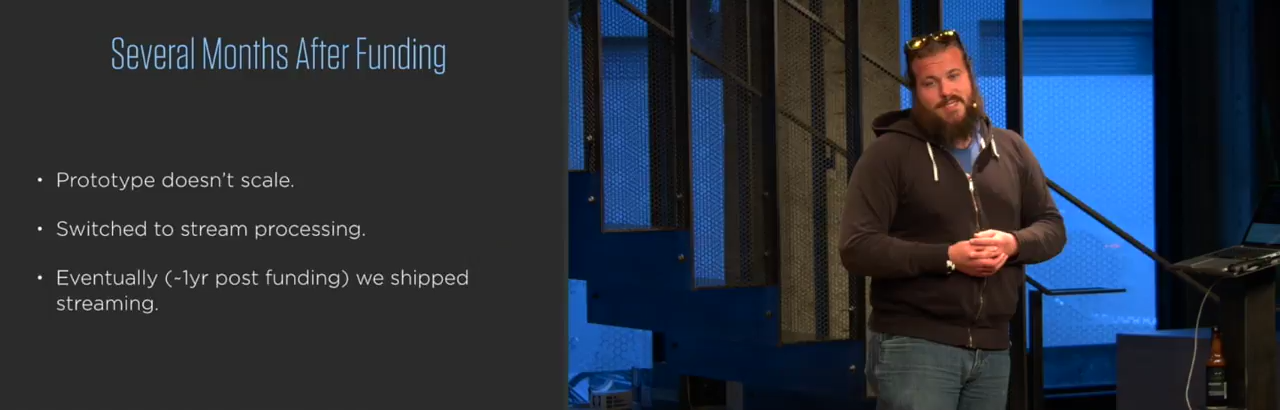 Several Months After Funding
• Prototype doesn't scale.
• Switched to stream processing.
• Eventually (~1yr post funding) we shipped
streaming.